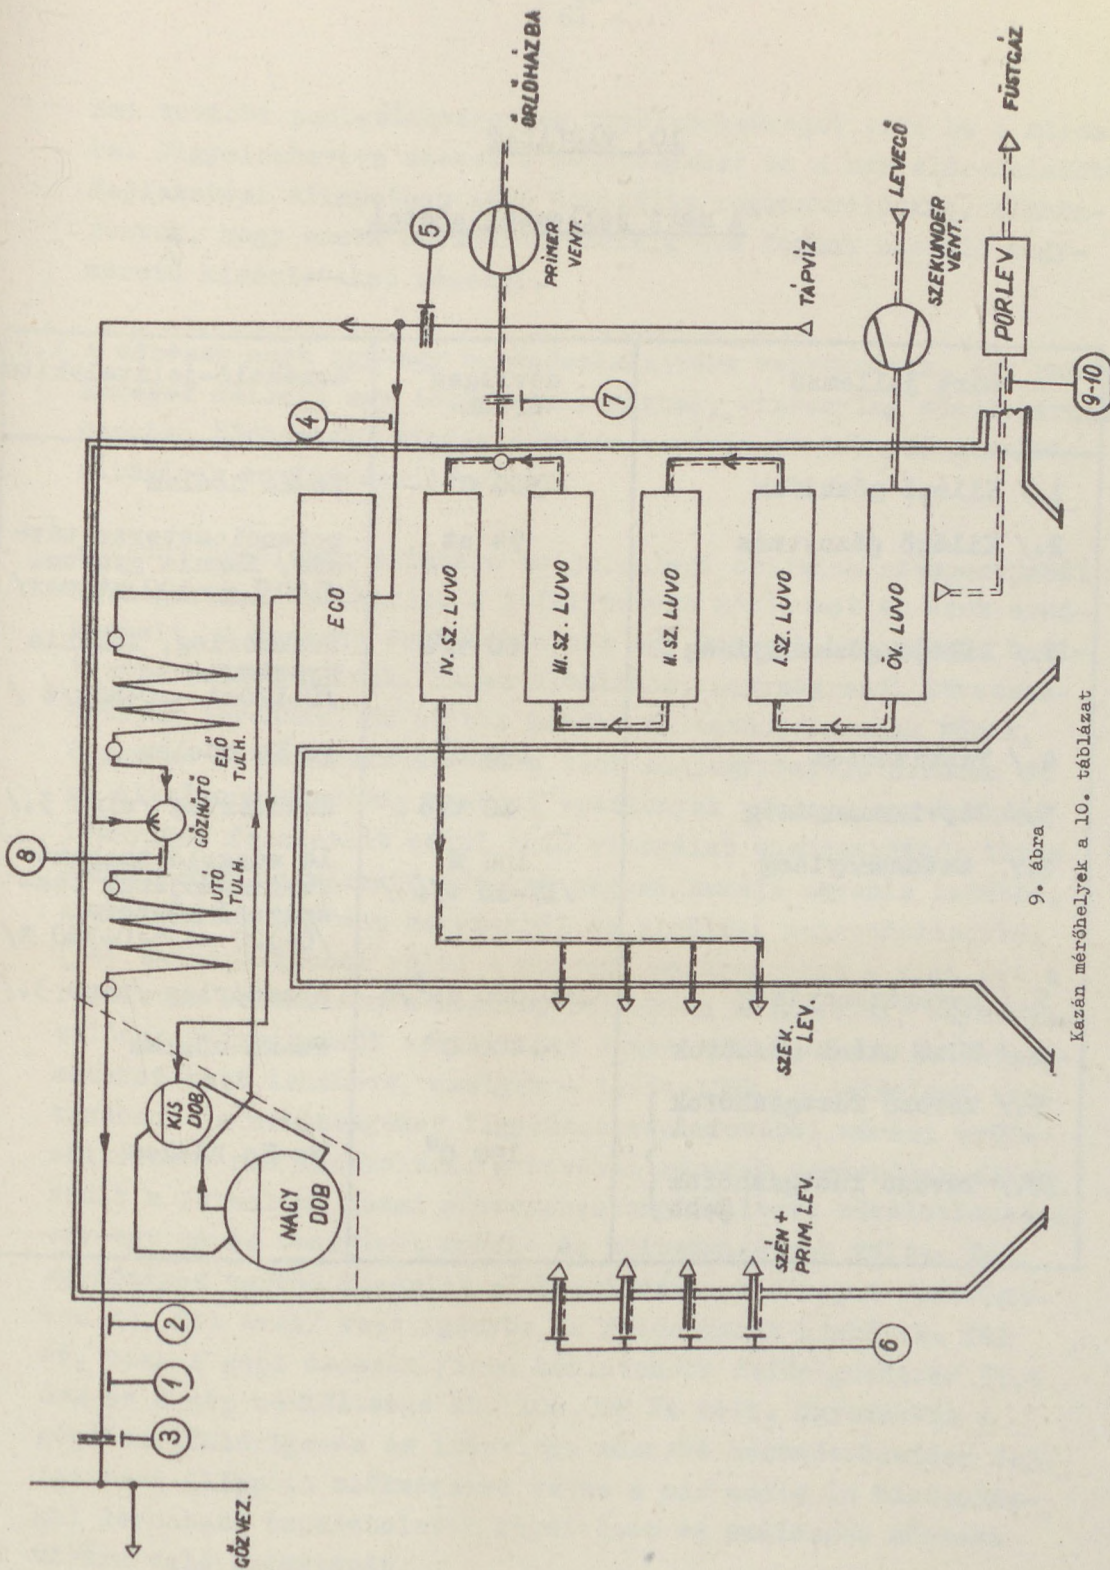 8
UTÓ
TULH.
GŐZHŰTŐ
ELŐ
TULH.
KIS
DOB
NAGY
DOB
2
1
3
GŐZVEZ.
4
5
ECO
PRIMER
VENT.
ŐRLŐHÁZBA
7
IV. SZ. LUVO
III. SZ. LUVO
II. SZ. LUVO
I. SZ. LUVO
ÖV. LUVO
TÁPVÍZ
LEVEGŐ
SZEKUNDER
VENT.
PORLEV
FÜSTGÁZ
9-10
SZEK.
LEV.
SZÉN +
PRIM. LEV.
6
9. ábra
Kazán mérőhelyek a 10. táblázat